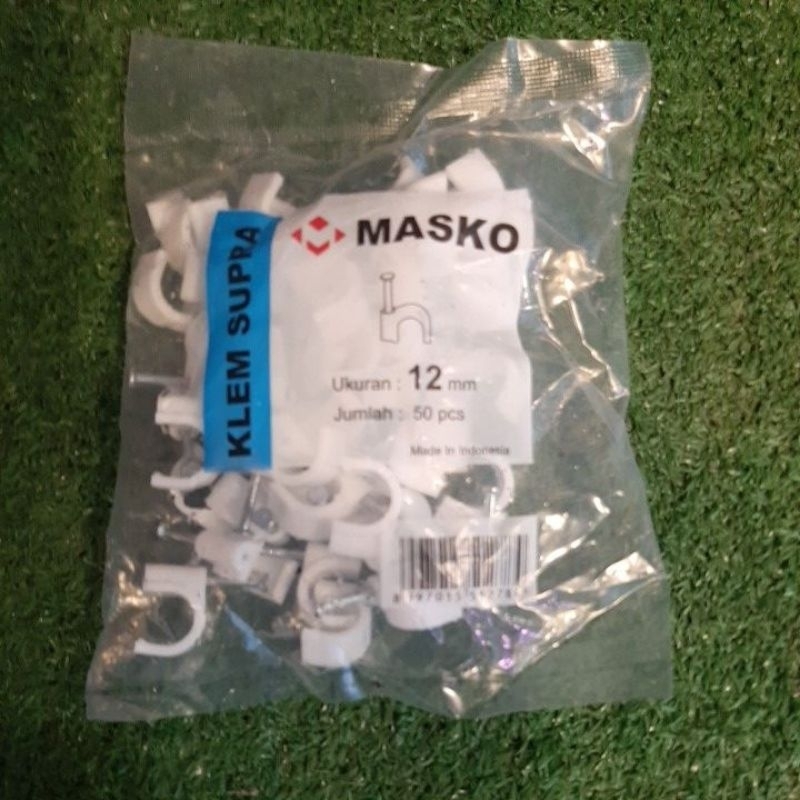 KLEM SUPRA
MASKO
Ukuran : 12 mm
Jumlah : 50 pcs
Made in Indonesia